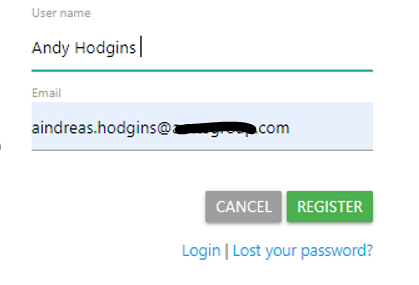 User name
Andy Hodgins
Email
aindreas.hodgins@ .com
CANCEL REGISTER
Login | Lost your password?